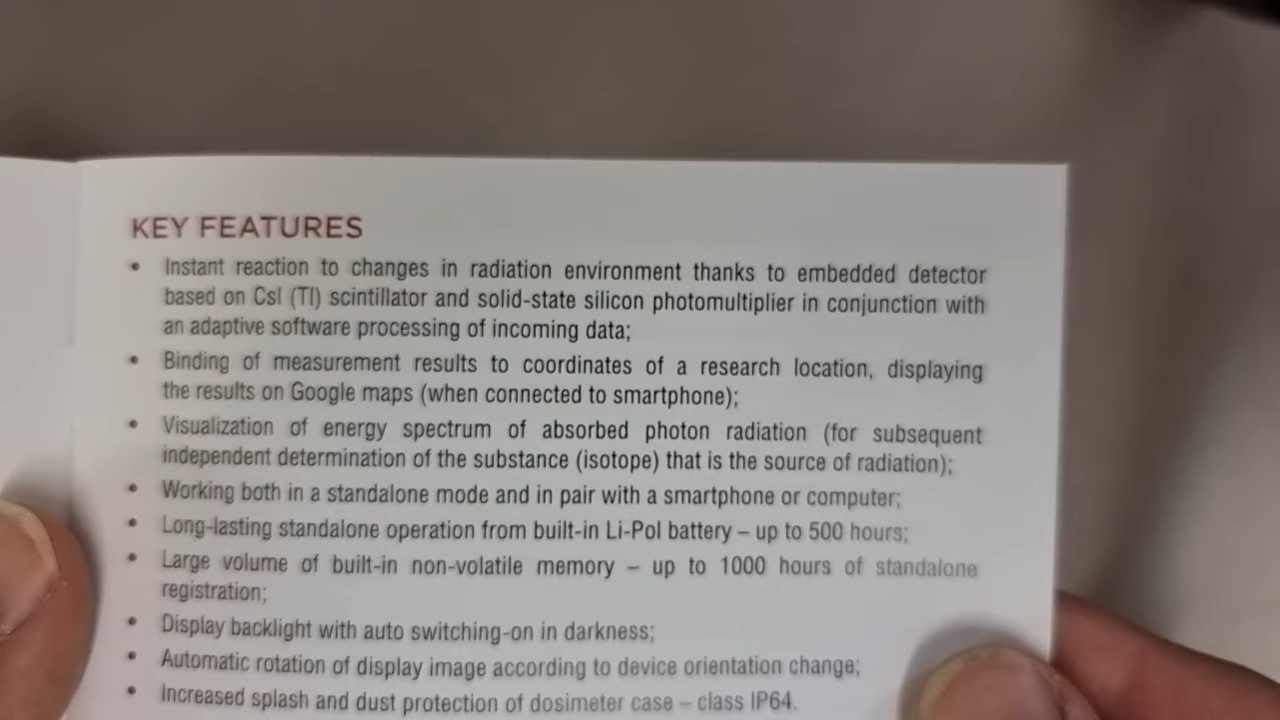 KEY FEATURES
• Instant reaction to changes in radiation environment thanks to embedded detector
based on CsI (Tl) scintillator and solid-state silicon photomultiplier in conjunction with
an adaptive software processing of incoming data;
• Binding of measurement results to coordinates of a research location, displaying
the results on Google maps (when connected to smartphone);
• Visualization of energy spectrum of absorbed photon radiation (for subsequent
independent determination of the substance (isotope) that is the source of radiation);
• Working both in a standalone mode and in pair with a smartphone or computer;
• Long-lasting standalone operation from built-in Li-Pol battery – up to 500 hours;
• Large volume of built-in non-volatile memory – up to 1000 hours of standalone
registration;
• Display backlight with auto switching-on in darkness;
• Automatic rotation of display image according to device orientation change;
• Increased splash and dust protection of dosimeter case – class IP64.